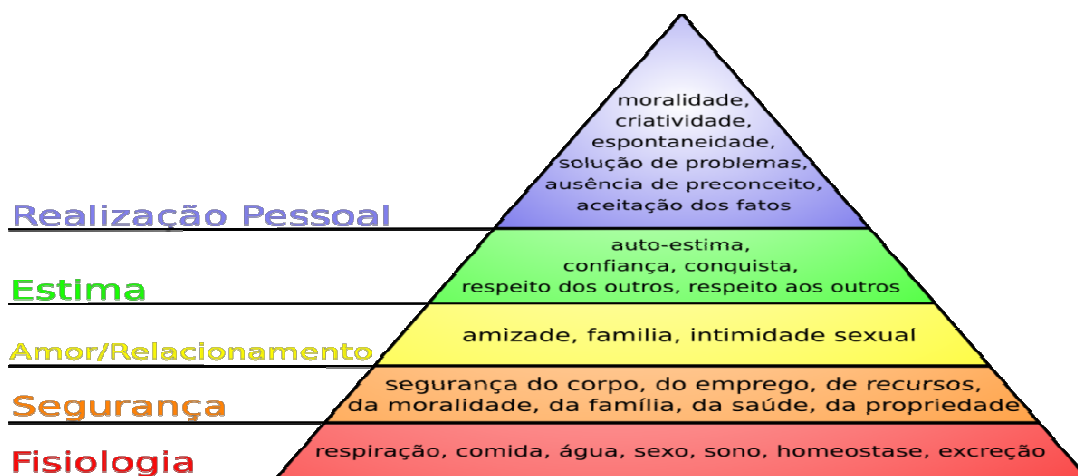 moralidade,
criatividade,
espontaneidade,
solução de problemas,
ausência de preconceito,
aceitação dos fatos
Realização Pessoal
auto-estima,
confiança, conquista,
respeito dos outros, respeito aos outros
Estima
amizade, familia, intimidade sexual
Amor/Relacionamento
segurança do corpo, do emprego, de recursos,
da moralidade, da família, da saúde, da propriedade
Segurança
respiração, comida, água, sexo, sono, homeostase, excreção
Fisiologia